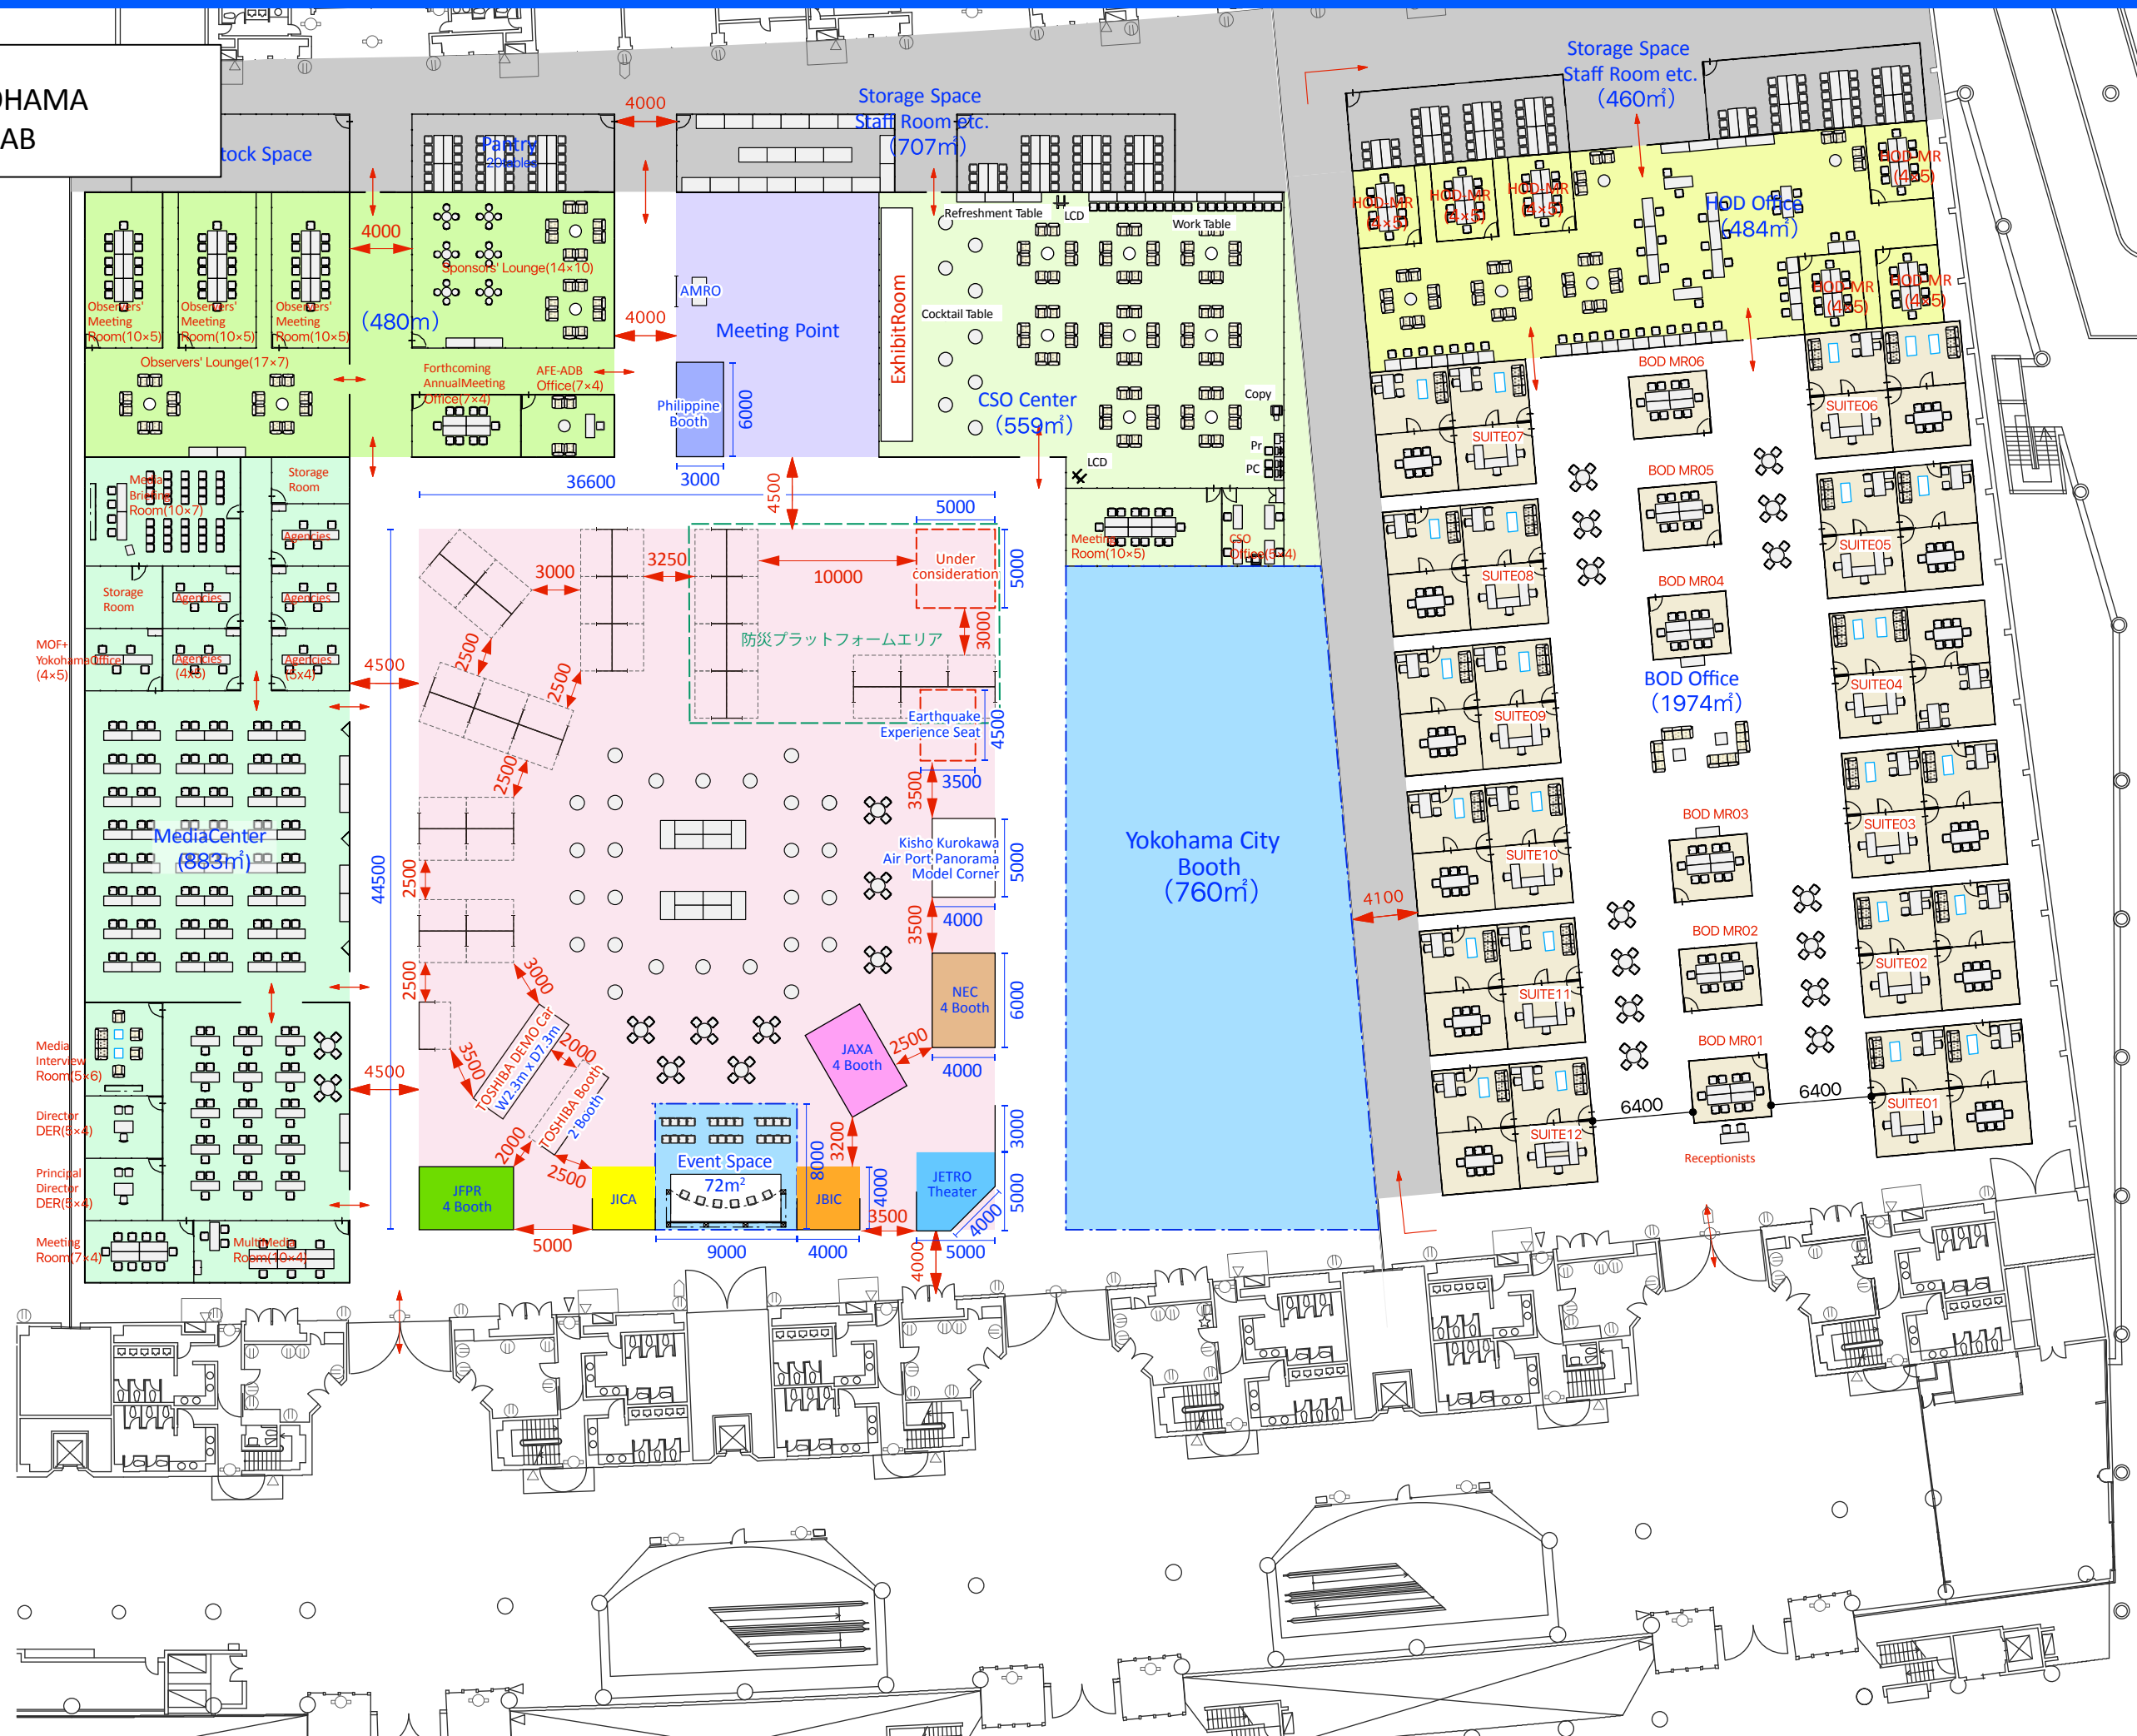 OHAMA
AB
tock Space
Pantry
20tables
4000
Storage Space
Staff Room etc.
(707㎡)
Storage Space
Staff Room etc.
(460㎡)
4000
Observers'
Meeting
Room(10×5)
Observers'
Meeting
Room(10×5)
Observers'
Meeting
Room(10×5)
Sponsors' Lounge(14×10)
(480m)
4000
Observers' Lounge(17×7)
Forthcoming
AnnualMeeting
Office(7×4)
AFE-ADB
Office(7×4)
AMRO
Meeting Point
Philippine
Booth
6000
3000
ExhibitRoom
Refreshment Table
LCD
Work Table
Cocktail Table
CSO Center
(559㎡)
Copy
Pr
PC
LCD
Meeting
Room(10×5)
CSO
Office(5×4)
HOD-MR
(4×5)
HOD-MR
(4×5)
HOD-MR
(4×5)
HOD-MR
(4×5)
HOD Office
(484㎡)
HOD-MR
(4×5)
HOD-MR
(4×5)
Media
Briefing
Room(10×7)
Storage
Room
Agencies
Storage
Room
Agencies
Agencies
MOF+
YokohamaOffice
(4×5)
Agencies
(4x5)
Agencies
(5x4)
4500
MediaCenter
(883㎡)
Media
Interview
Room(5×6)
Director
DER(5×4)
Principal
Director
DER(5×4)
Meeting
Room(7×4)
MultiMedia
Room(10×4)
4500
36600
4500
5000
44500
3000
3250
10000
Under
consideration
5000
3000
防災プラットフォームエリア
2500
2500
2500
Earthquake
Experience Seat
4500
3500
3500
2500
Kisho Kurokawa
Air Port Panorama
Model Corner
5000
4000
3500
2500
3000
NEC
4 Booth
6000
4000
TOSHIBA DEMO Car
W2.3m x D7.3m
3500
2000
TOSHIBA Booth
2 Booth
2000
2500
JAXA
4 Booth
2500
3200
3000
JFPR
4 Booth
5000
JICA
Event Space
72m²
8000
9000
JBIC
4000
4000
3500
JETRO
Theater
5000
4000
5000
4000
Yokohama City
Booth
(760㎡)
4100
BOD MR06
BOD MR05
BOD MR04
BOD Office
(1974㎡)
BOD MR03
BOD MR02
BOD MR01
SUITE07
SUITE08
SUITE09
SUITE10
SUITE11
SUITE12
SUITE06
SUITE05
SUITE04
SUITE03
SUITE02
SUITE01
6400
6400
Receptionists